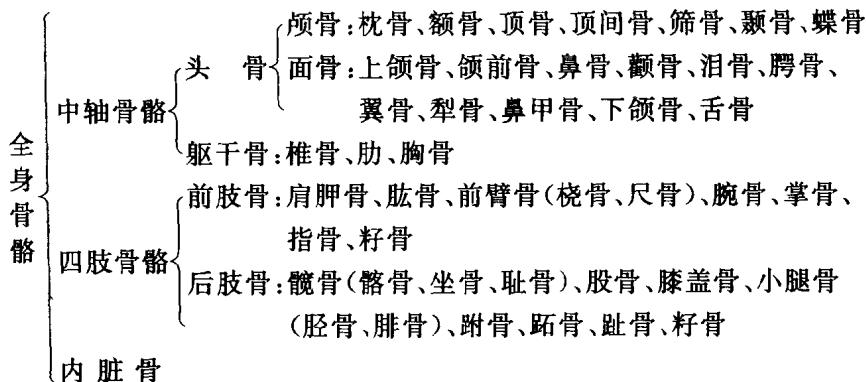 颅骨:枕骨、额骨、顶骨、顶间骨、筛骨、颞骨、蝶骨
头 骨
面骨:上颌骨、颌前骨、鼻骨、颧骨、泪骨、腭骨、
中轴骨骼
翼骨、犁骨、鼻甲骨、下颌骨、舌骨
躯干骨:椎骨、肋、胸骨
全身骨骼
前肢骨:肩胛骨、肱骨、前臂骨(桡骨、尺骨)、腕骨、掌骨、
指骨、籽骨
四肢骨骼
后肢骨:髋骨(髂骨、坐骨、耻骨)、股骨、膝盖骨、小腿骨
(胫骨、腓骨)、跗骨、跖骨、趾骨、籽骨
内 脏 骨